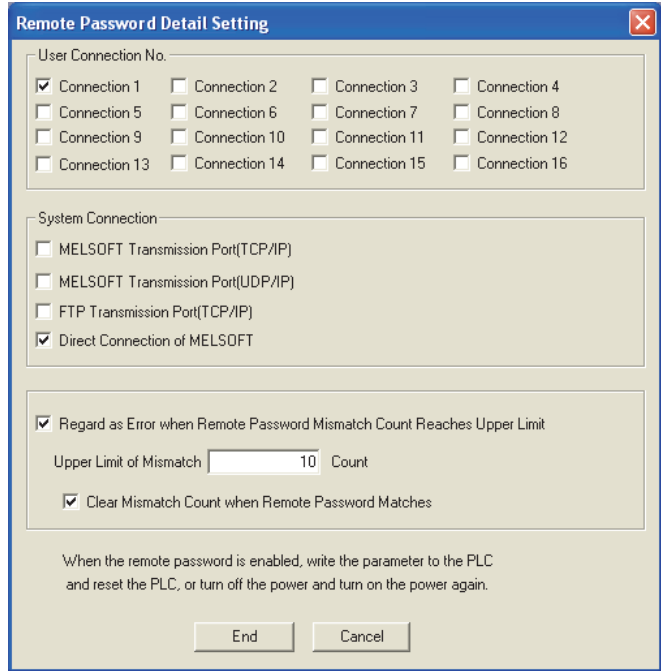 Remote Password Detail Setting
User Connection No.
Connection 1 Connection 2 Connection 3 Connection 4
Connection 5 Connection 6 Connection 7 Connection 8
Connection 9 Connection 10 Connection 11 Connection 12
Connection 13 Connection 14 Connection 15 Connection 16
System Connection
MELSOFT Transmission Port(TCP/IP)
MELSOFT Transmission Port(UDP/IP)
FTP Transmission Port(TCP/IP)
Direct Connection of MELSOFT
Regard as Error when Remote Password Mismatch Count Reaches Upper Limit
Upper Limit of Mismatch 10 Count
Clear Mismatch Count when Remote Password Matches
When the remote password is enabled, write the parameter to the PLC
and reset the PLC, or turn off the power and turn on the power again.
End Cancel